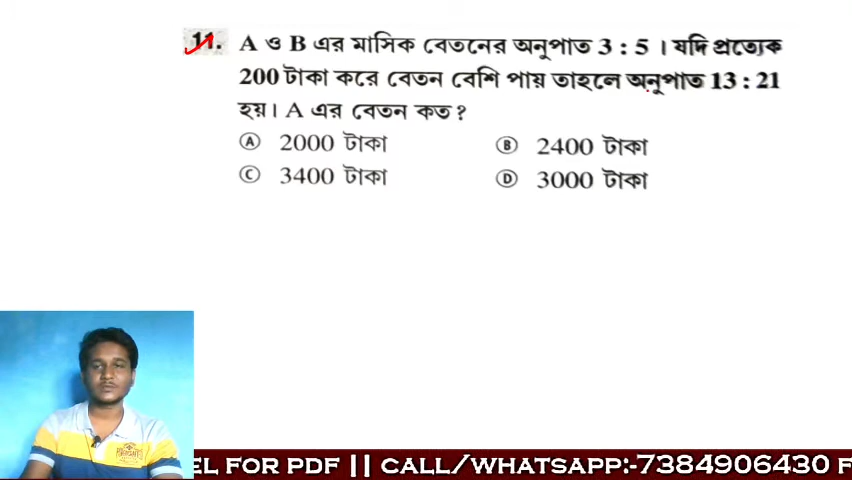 11. A ও B এর মাসিক বেতনের অনুপাত 3 : 5 । যদি প্রত্যেক
200 টাকা করে বেতন বেশি পায় তাহলে অনুপাত 13 : 21
হয়। A এর বেতন কত?
Ⓐ 2000 টাকা Ⓑ 2400 টাকা
Ⓒ 3400 টাকা Ⓓ 3000 টাকা
EL FOR PDF || CALL/WHATSAPP:-7384906430 F